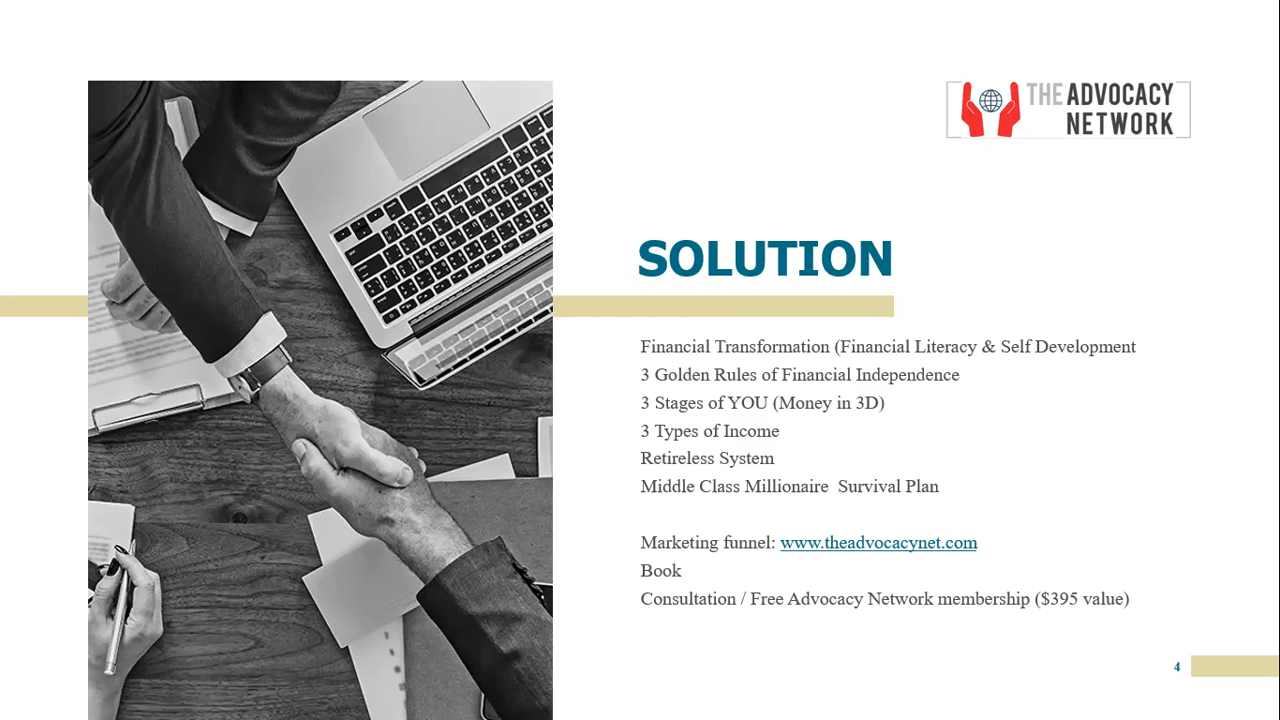 THE ADVOCACY
NETWORK
SOLUTION
Financial Transformation (Financial Literacy & Self Development
3 Golden Rules of Financial Independence
3 Stages of YOU (Money in 3D)
3 Types of Income
Retireless System
Middle Class Millionaire  Survival Plan
Marketing funnel: www.theadvocacynet.com
Book
Consultation / Free Advocacy Network membership ($395 value)
4